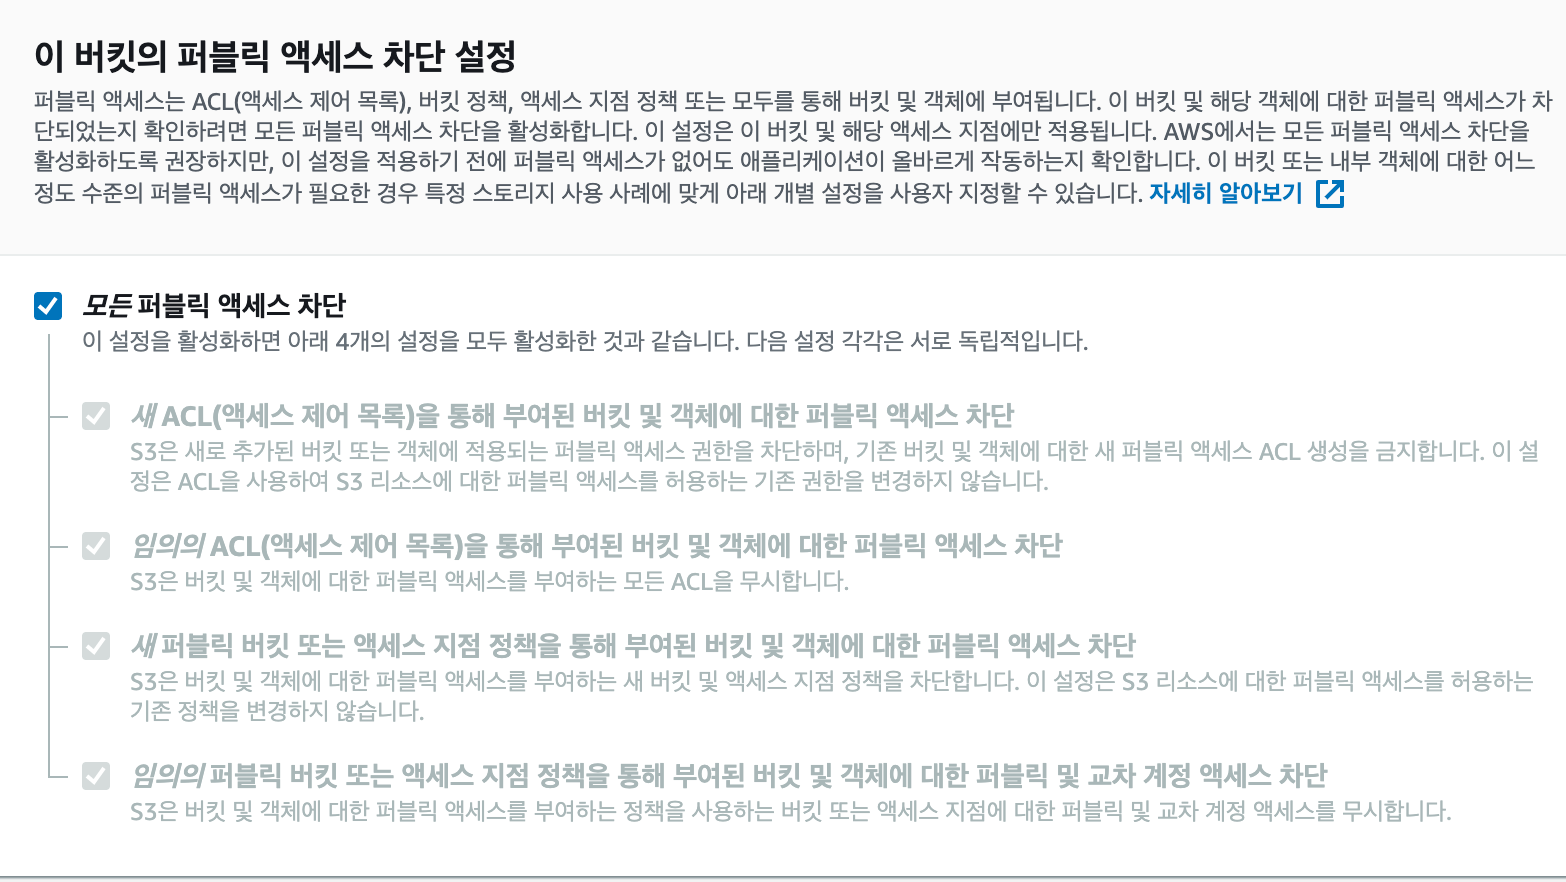 이 버킷의 퍼블릭 액세스 차단 설정
퍼블릭 액세스는 ACL(액세스 제어 목록), 버킷 정책, 액세스 지점 정책 또는 모두를 통해 버킷 및 객체에 부여됩니다. 이 버킷 및 해당 객체에 대한 퍼블릭 액세스가 차
단되었는지 확인하려면 모든 퍼블릭 액세스 차단을 활성화합니다. 이 설정은 이 버킷 및 해당 액세스 지점에만 적용됩니다. AWS에서는 모든 퍼블릭 액세스 차단을
활성화하도록 권장하지만, 이 설정을 적용하기 전에 퍼블릭 액세스가 없어도 애플리케이션이 올바르게 작동하는지 확인합니다. 이 버킷 또는 내부 객체에 대한 어느
정도 수준의 퍼블릭 액세스가 필요한 경우 특정 스토리지 사용 사례에 맞게 아래 개별 설정을 사용자 지정할 수 있습니다. 자세히 알아보기
모든 퍼블릭 액세스 차단
이 설정을 활성화하면 아래 4개의 설정을 모두 활성화한 것과 같습니다. 다음 설정 각각은 서로 독립적입니다.
새 ACL(액세스 제어 목록)을 통해 부여된 버킷 및 객체에 대한 퍼블릭 액세스 차단
S3은 새로 추가된 버킷 또는 객체에 적용되는 퍼블릭 액세스 권한을 차단하며, 기존 버킷 및 객체에 대한 새 퍼블릭 액세스 ACL 생성을 금지합니다. 이 설
정은 ACL을 사용하여 S3 리소스에 대한 퍼블릭 액세스를 허용하는 기존 권한을 변경하지 않습니다.
임의의 ACL(액세스 제어 목록)을 통해 부여된 버킷 및 객체에 대한 퍼블릭 액세스 차단
S3은 버킷 및 객체에 대한 퍼블릭 액세스를 부여하는 모든 ACL을 무시합니다.
새 퍼블릭 버킷 또는 액세스 지점 정책을 통해 부여된 버킷 및 객체에 대한 퍼블릭 액세스 차단
S3은 버킷 및 객체에 대한 퍼블릭 액세스를 부여하는 새 버킷 및 액세스 지점 정책을 차단합니다. 이 설정은 S3 리소스에 대한 퍼블릭 액세스를 허용하는
기존 정책을 변경하지 않습니다.
임의의 퍼블릭 버킷 또는 액세스 지점 정책을 통해 부여된 버킷 및 객체에 대한 퍼블릭 및 교차 계정 액세스 차단
S3은 버킷 및 객체에 대한 퍼블릭 액세스를 부여하는 정책을 사용하는 버킷 또는 액세스 지점에 대한 퍼블릭 및 교차 계정 액세스를 무시합니다.